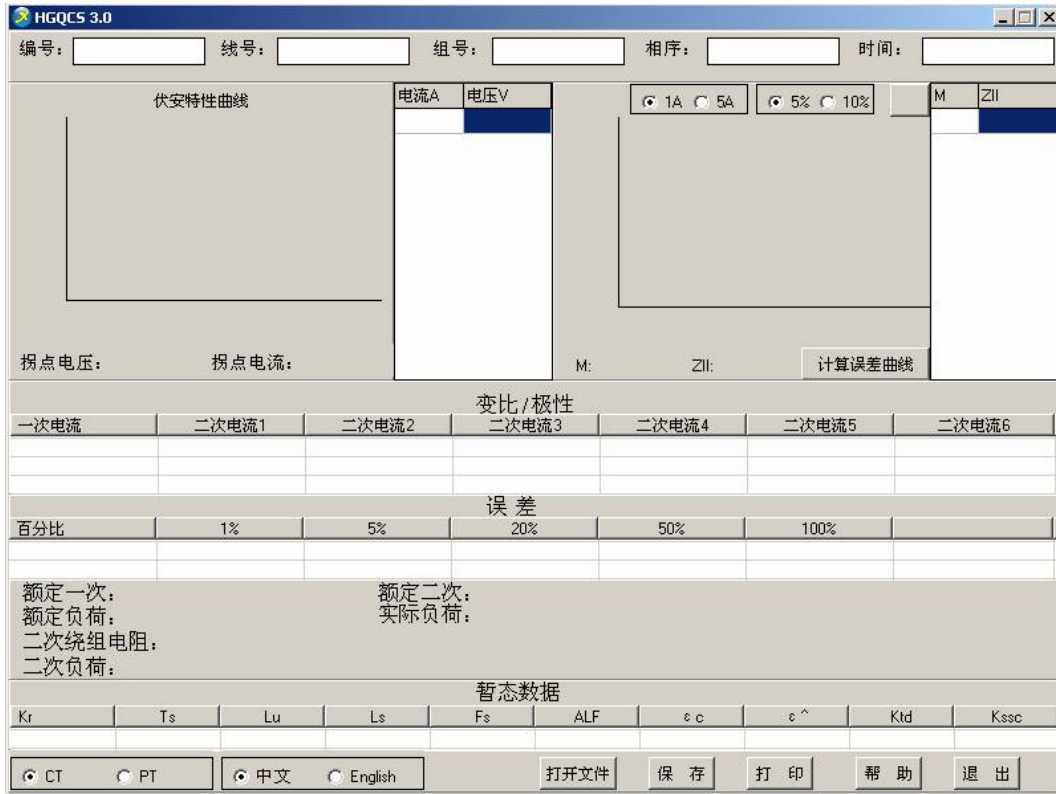 HGQCS 3.0
编号： 线号： 组号： 相序： 时间：
伏安特性曲线
电流A 电压V
1A 5A 5% 10%
M ZII
拐点电压： 拐点电流：
M: ZII: 计算误差曲线
变比/极性
一次电流 二次电流1 二次电流2 二次电流3 二次电流4 二次电流5 二次电流6
误 差
百分比 1% 5% 20% 50% 100%
额定一次： 额定二次：
额定负荷： 实际负荷：
二次绕组电阻：
二次负荷：
暂态数据
Kr Ts Lu Ls Fs ALF ε c ε ^ Ktd Kssc
CT PT 中文 English 打开文件 保 存 打 印 帮 助 退 出